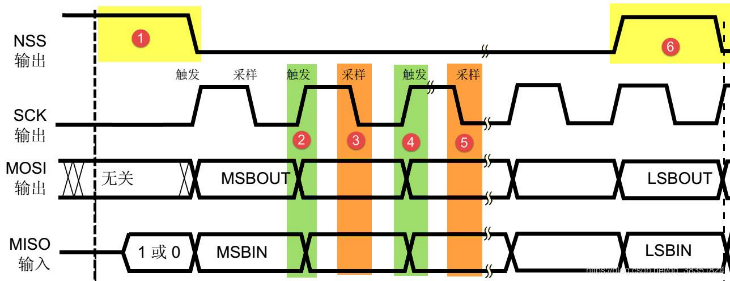 NSS
输出
1
6
触发 采样 触发 采样 触发 采样
SCK
输出
2 3 4 5
MOSI
输出
无关 MSBOUT LSBOUT
MISO
输入
1 或 0 MSBIN LSBIN